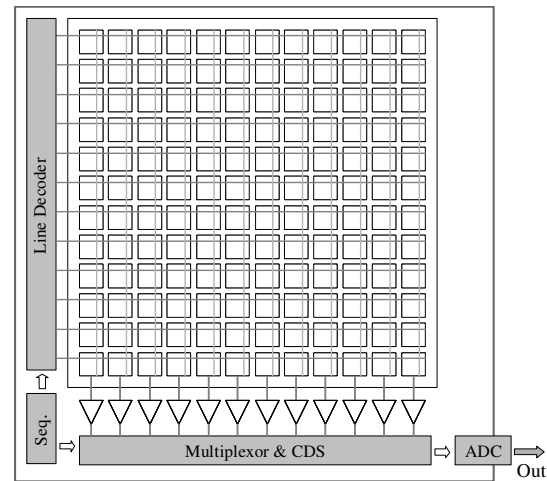 Line Decoder
Seq.
Multiplexor & CDS
ADC
Out